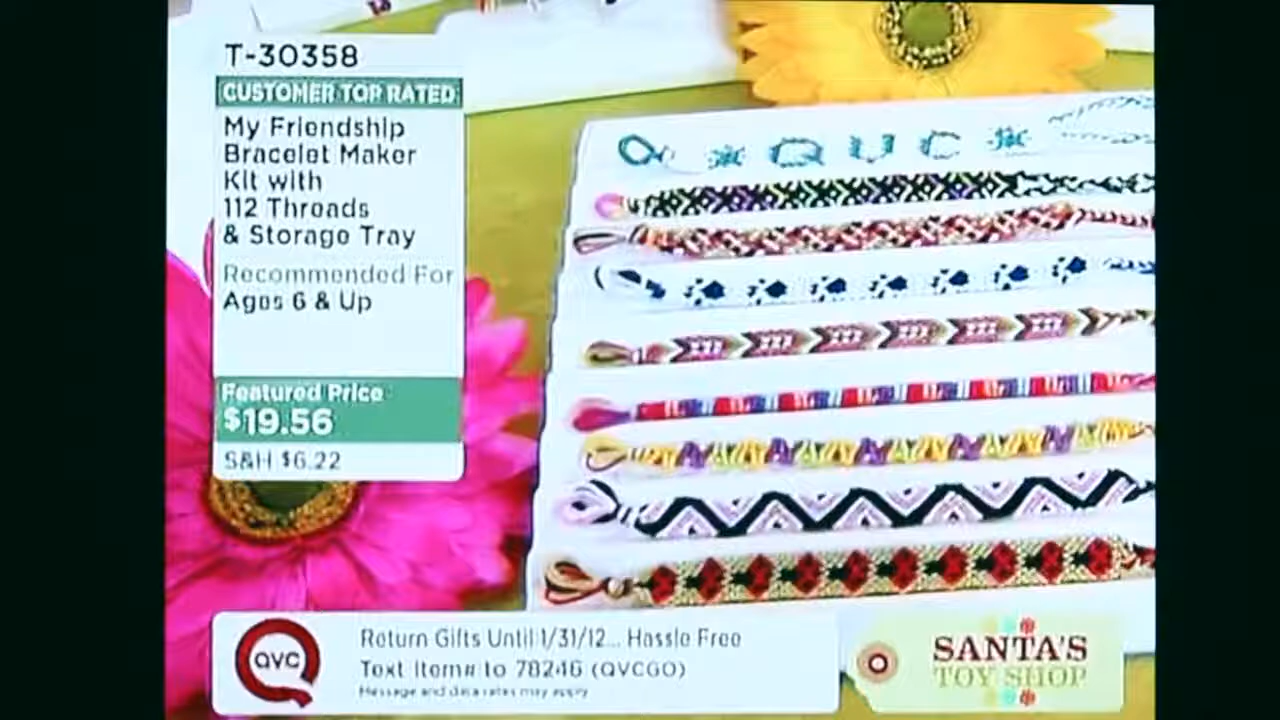 T-30358
CUSTOMER TOP RATED
My Friendship
Bracelet Maker
Kit with
112 Threads
& Storage Tray
Recommended For
Ages 6 & Up
Featured Price
$19.56
S&H $6.22
QVC
QVC
Return Gifts Until 1/31/12... Hassle Free
Text Item# to 78246 (QVCGO)
Message and data rates may apply
SANTA'S
TOY SHOP